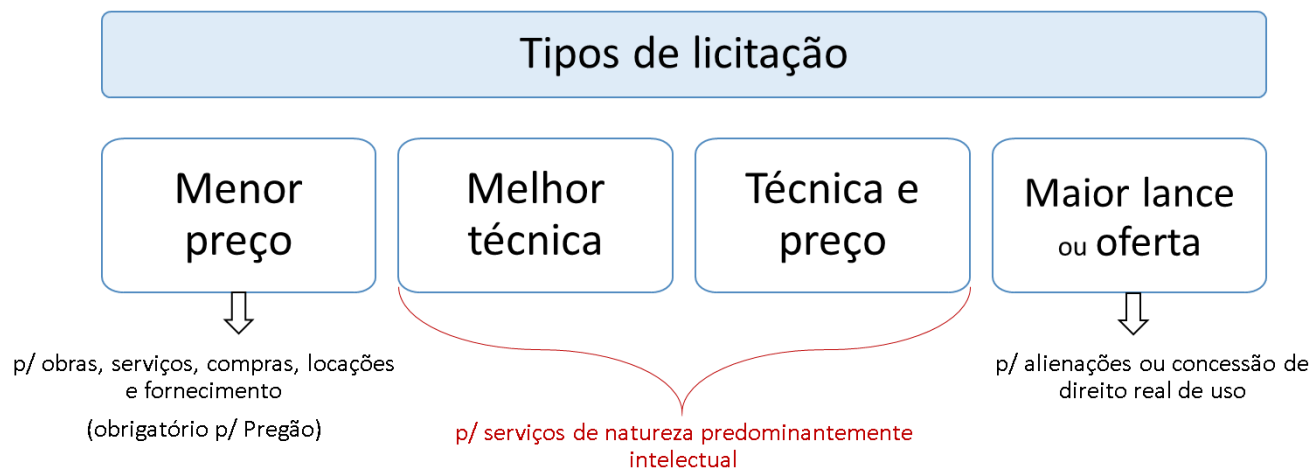 Tipos de licitação
Menor
preço
Melhor
técnica
Técnica e
preço
Maior lance
ou oferta
p/ obras, serviços, compras, locações
e fornecimento
(obrigatório p/ Pregão)
p/ serviços de natureza predominantemente
intelectual
p/ alienações ou concessão de
direito real de uso